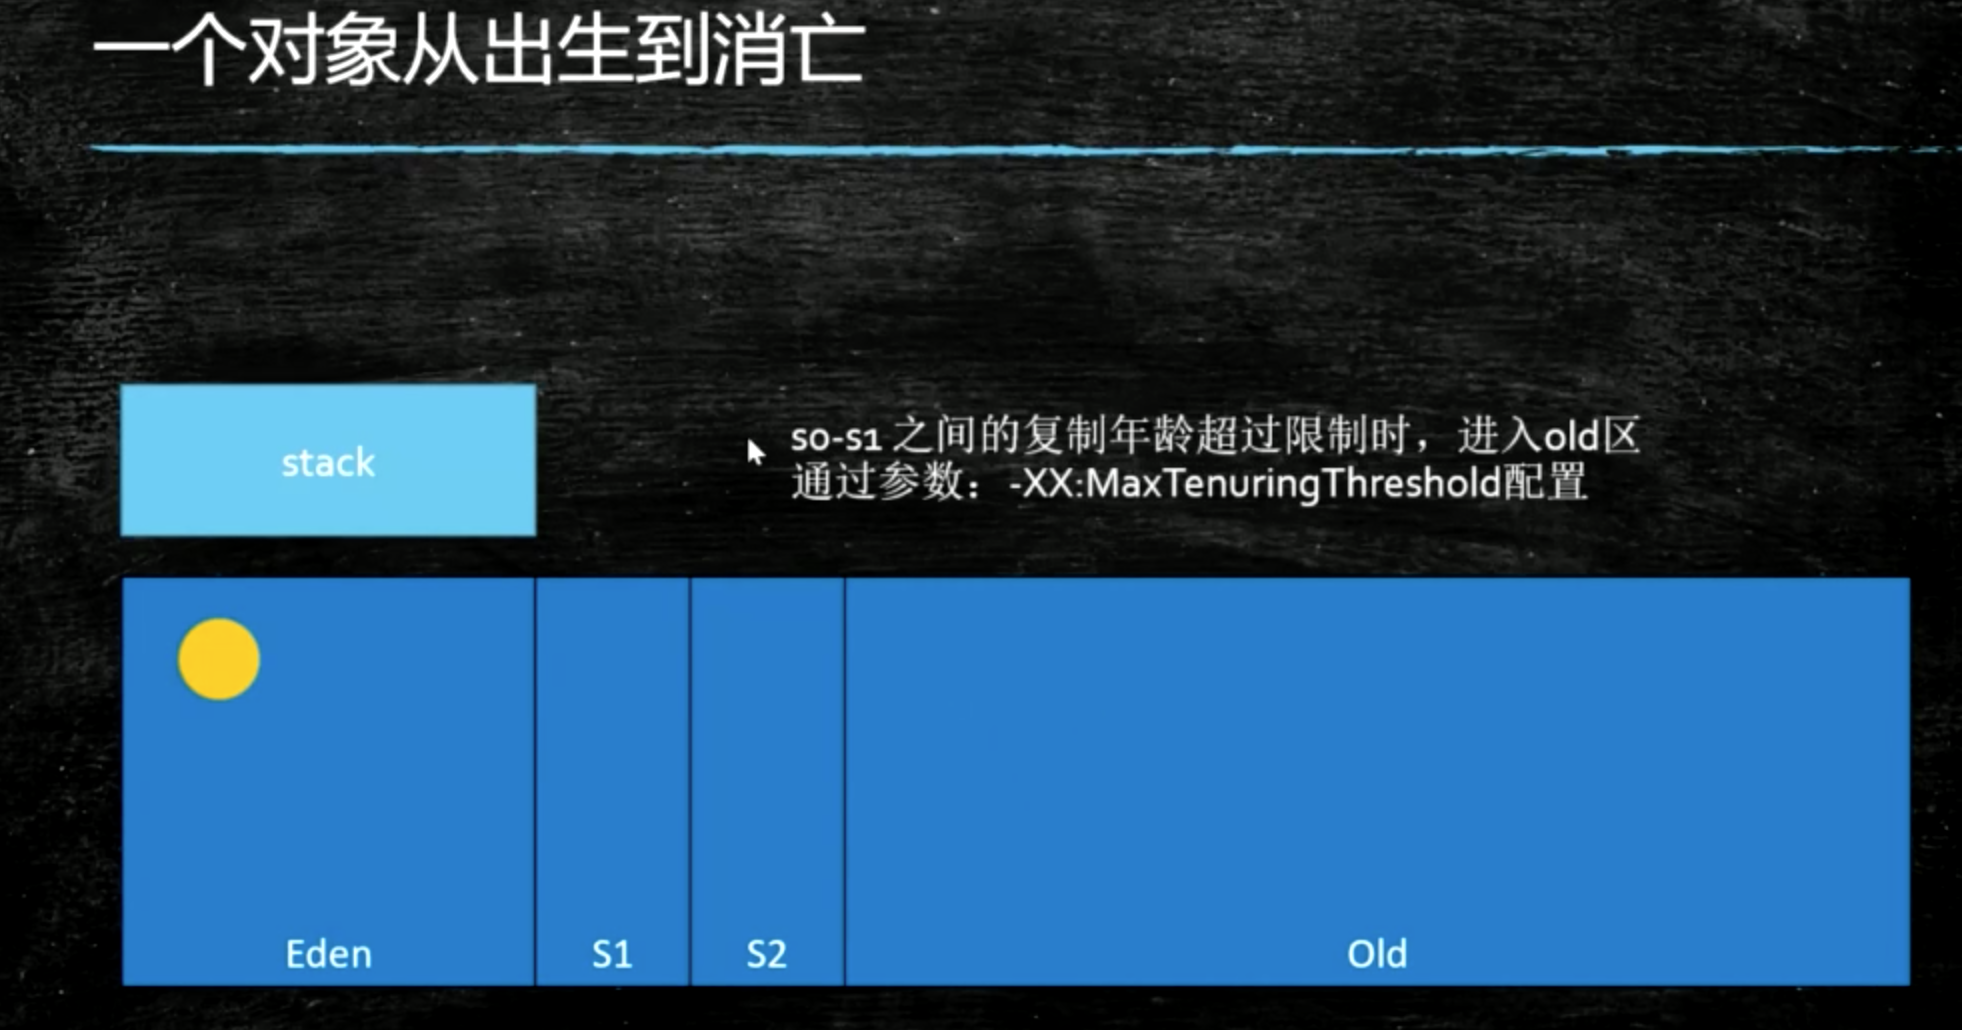 一个对象从出生到消亡
stack
s0-s1 之间的复制年龄超过限制时，进入old区
通过参数：-XX:MaxTenuringThreshold配置
Eden
S1
S2
Old